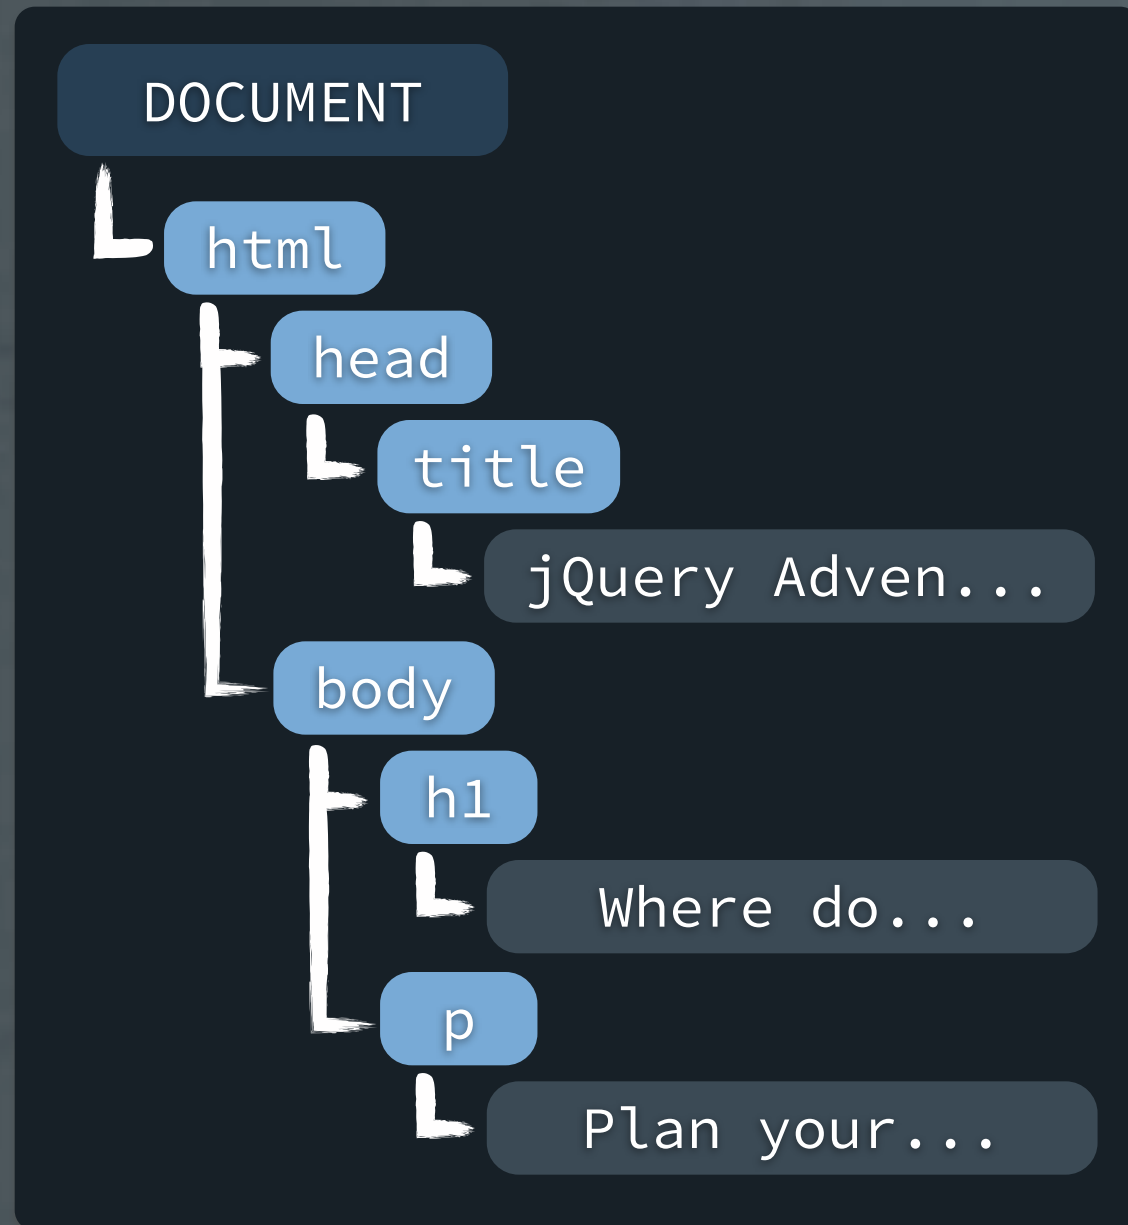 DOCUMENT
html
head
title
jQuery Adven...
body
h1
Where do...
p
Plan your...